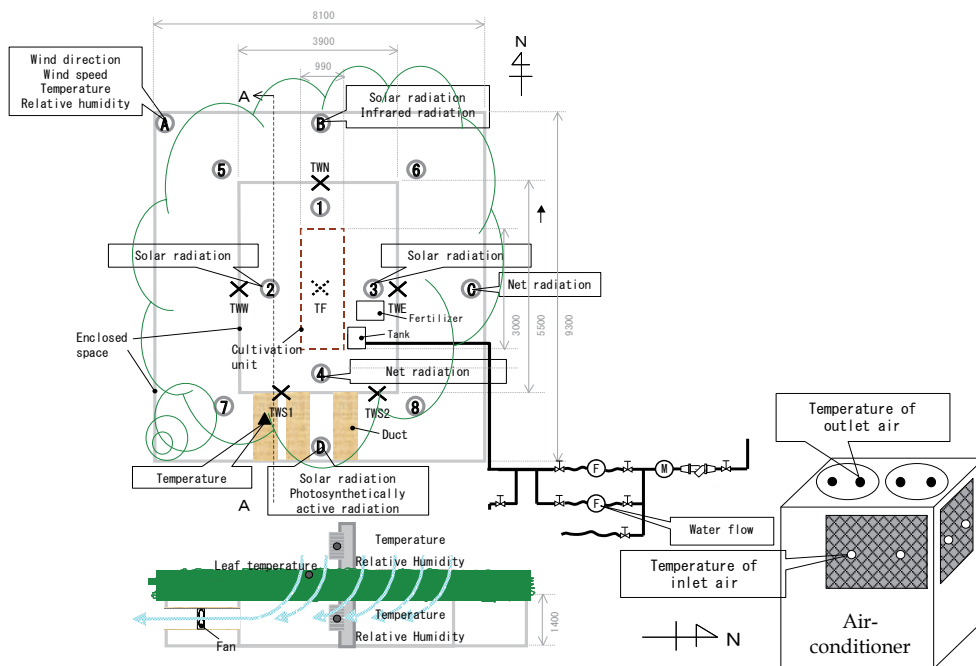 8100
3900
990
N
Wind direction
Wind speed
Temperature
Relative humidity
A
Solar radiation
Infrared radiation
A
B
5
6
TWN
1
Solar radiation
Solar radiation
2
3
C
Net radiation
TWW
TF
TWE
Fertilizer
Tank
3000
5500
9300
Enclosed
space
Cultivation
unit
4
Net radiation
7
TWS1
TWS2
8
Duct
D
Temperature
Solar radiation
Photosynthetically
active radiation
A
F
M
F
Water flow
Temperature of
outlet air
Temperature of
inlet air
Air-
conditioner
Temperature
Relative Humidity
Leaf temperature
Temperature
Relative Humidity
Fan
1400
N